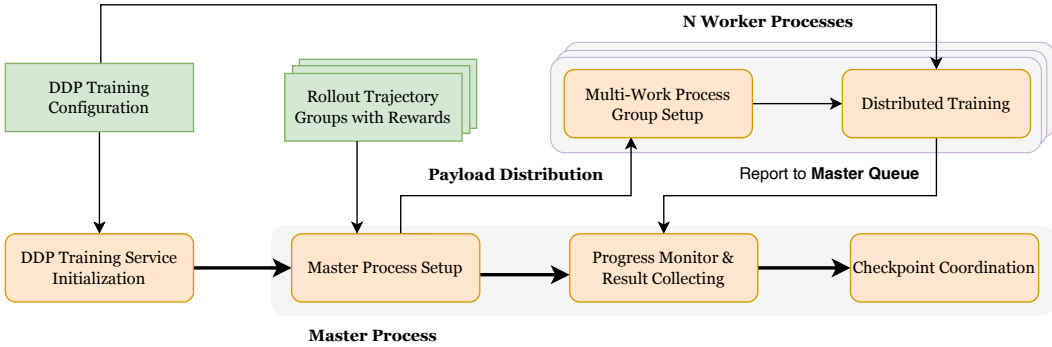 N Worker Processes
DDP Training
Configuration
Rollout Trajectory
Groups with Rewards
Multi-Work Process
Group Setup
Distributed Training
Payload Distribution
Report to Master Queue
DDP Training Service
Initialization
Master Process Setup
Progress Monitor &
Result Collecting
Checkpoint Coordination
Master Process